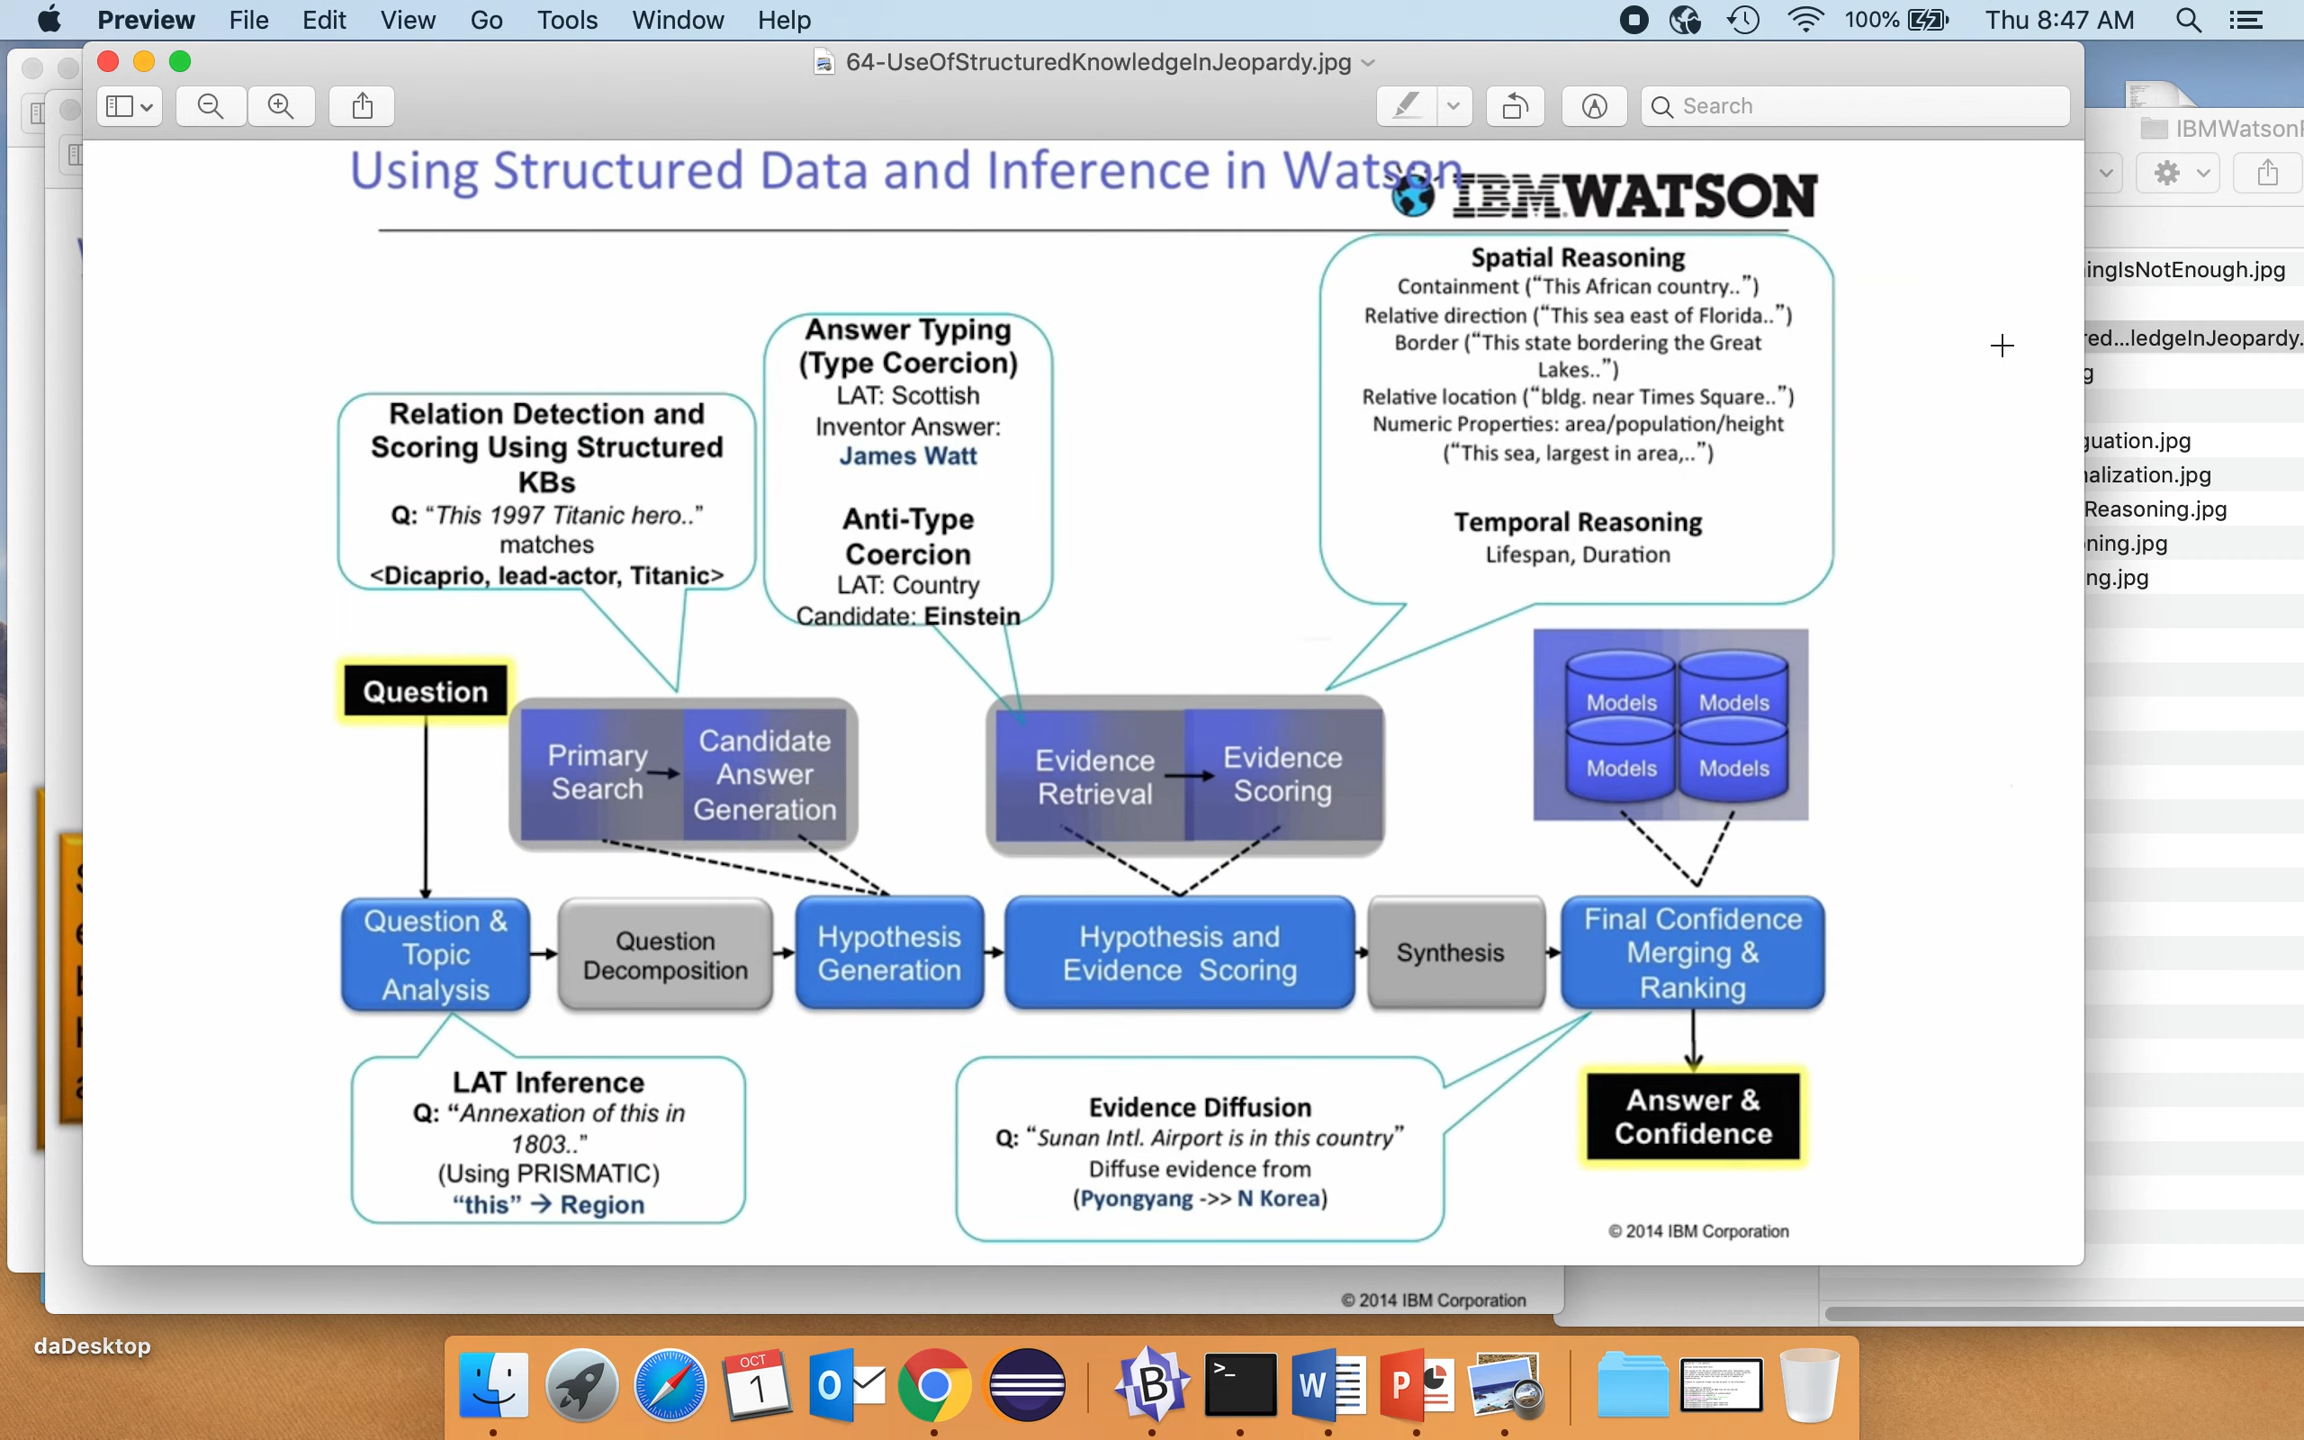 Preview File Edit View Go Tools Window Help
100% Thu 8:47 AM
64-UseOfStructuredKnowledgeInJeopardy.jpg
Search
Using Structured Data and Inference in Watson
IBM WATSON
Spatial Reasoning
Containment (“This African country..”)
Relative direction (“This sea east of Florida..”)
Border (“This state bordering the Great
Lakes..”)
Relative location (“bldg. near Times Square..”)
Numeric Properties: area/population/height
(“This sea, largest in area,..”)
Temporal Reasoning
Lifespan, Duration
Answer Typing
(Type Coercion)
LAT: Scottish
Inventor Answer:
James Watt
Anti-Type
Coercion
LAT: Country
Candidate: Einstein
Relation Detection and
Scoring Using Structured
KBs
Q: “This 1997 Titanic hero..”
matches
<Dicaprio, lead-actor, Titanic>
Question
Primary
Search
Candidate
Answer
Generation
Evidence
Retrieval
Evidence
Scoring
Models Models
Models Models
Question &
Topic
Analysis
Question
Decomposition
Hypothesis
Generation
Hypothesis and
Evidence Scoring
Synthesis
Final Confidence
Merging &
Ranking
LAT Inference
Q: “Annexation of this in
1803..”
(Using PRISMATIC)
“this” → Region
Evidence Diffusion
Q: “Sunan Intl. Airport is in this country”
Diffuse evidence from
(Pyongyang ->> N Korea)
Answer &
Confidence
© 2014 IBM Corporation
© 2014 IBM Corporation
IBMWatsonF
ingIsNotEnough.jpg
red...ledgeInJeopardy.
g
guation.jpg
nalization.jpg
Reasoning.jpg
ning.jpg
ng.jpg
daDesktop
OCT
1
O
B
>_
W
P